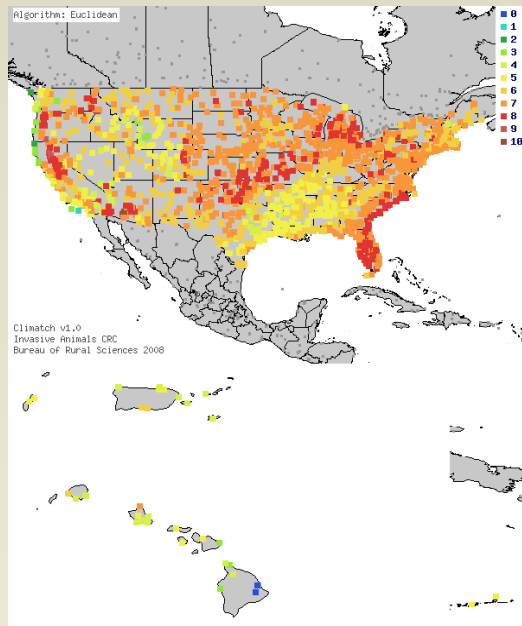 Algorithm: Euclidean
0
1
2
3
4
5
6
7
8
9
10
Climatch v1.0
Invasive Animals CRC
Bureau of Rural Sciences 2008